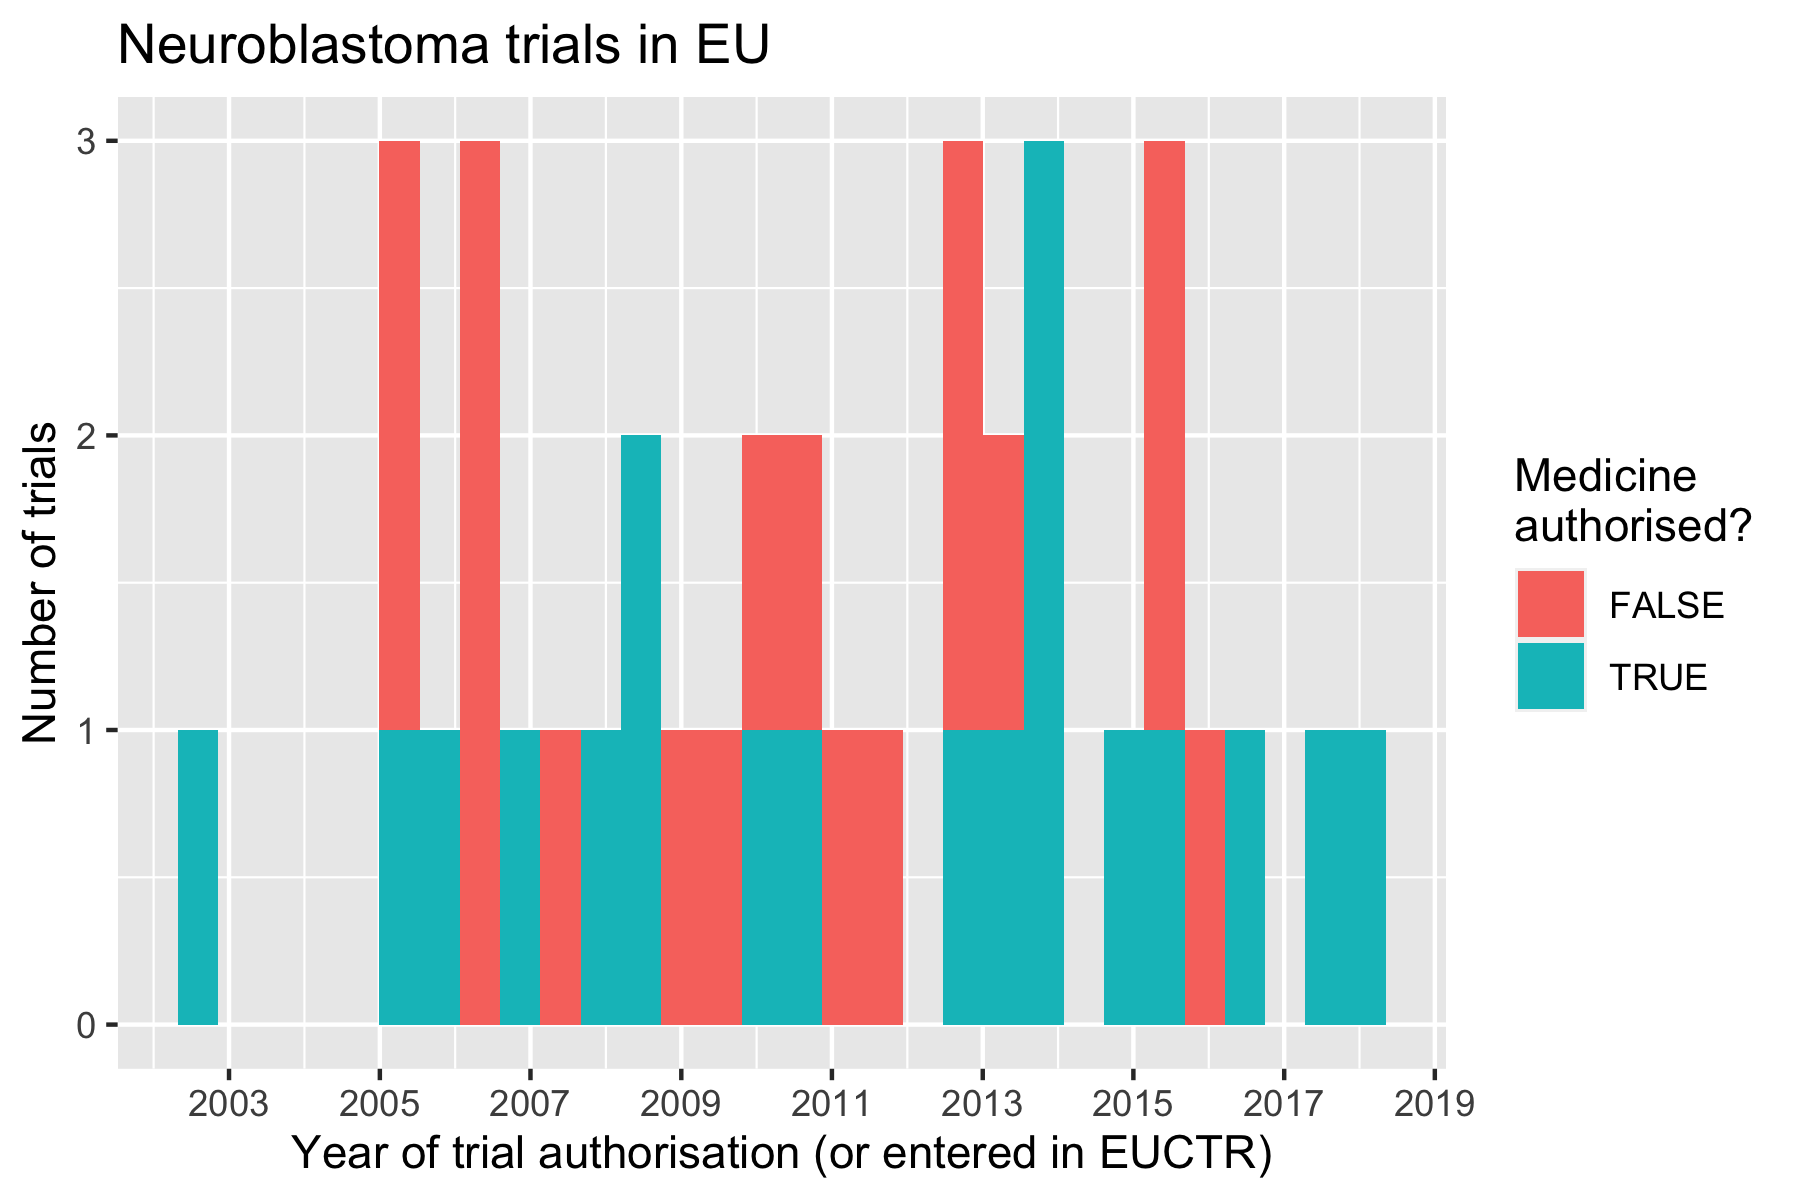 Neuroblastoma trials in EU
Number of trials
3
2
1
0
2003 2005 2007 2009 2011 2013 2015 2017 2019
Year of trial authorisation (or entered in EUCTR)
Medicine
authorised?
FALSE
TRUE